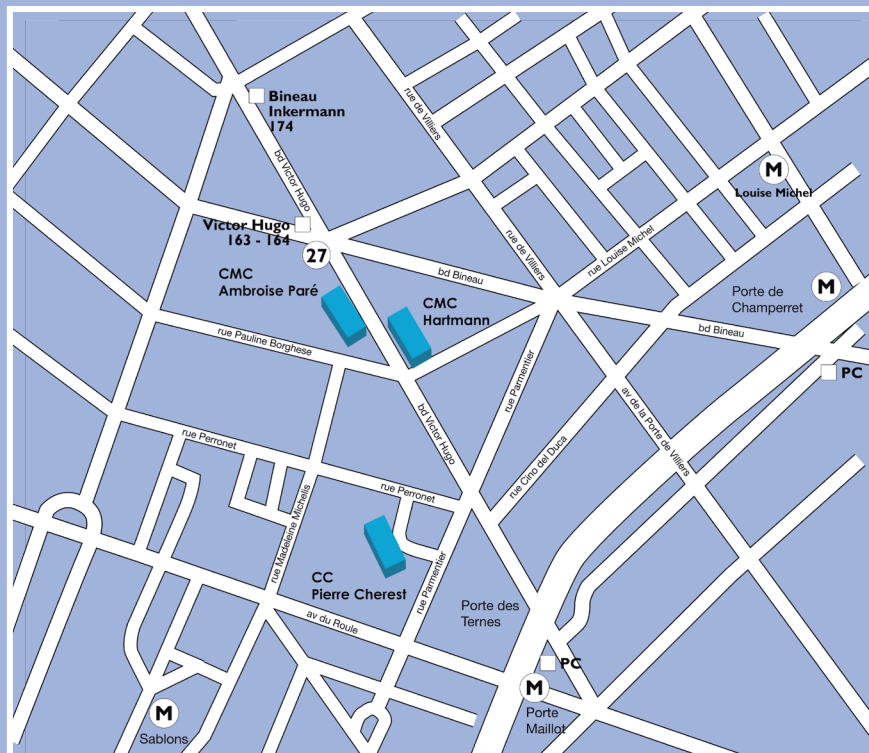 Bineau
Inkermann
174
rue de Villiers
bd Victor Hugo
M
Louise Michel
Victor Hugo
163 - 164
27
rue de Villiers
rue Louise Michel
CMC
Ambroise Paré
bd Bineau
M
Porte de
Champerret
CMC
Hartmann
bd Bineau
rue Pauline Borghese
PC
rue Parmentier
av de la Porte de Villiers
bd Victor Hugo
rue Perronet
rue Cino del Duca
rue Perronet
rue Madeleine Michelis
CC
Pierre Cherest
rue Parmentier
av du Roule
Porte des
Ternes
PC
M
Porte
Maillot
M
Sablons